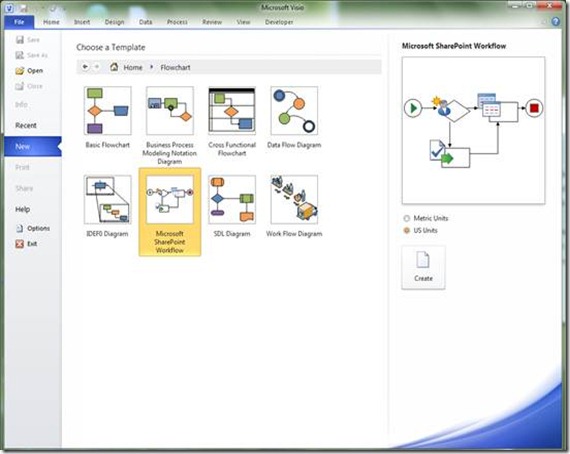 Microsoft Visio
File Home Insert Design Data Process Review View Developer
Save
Save As
Open
Close
Info
Recent
New
Print
Share
Help
Options
Exit
Choose a Template
Home Flowchart
Basic Flowchart
Business Process
Modeling Notation
Diagram
Cross Functional
Flowchart
Data Flow Diagram
IDEF0 Diagram
Microsoft
SharePoint
Workflow
SDL Diagram
Work Flow Diagram
Microsoft SharePoint Workflow
Metric Units
US Units
Create